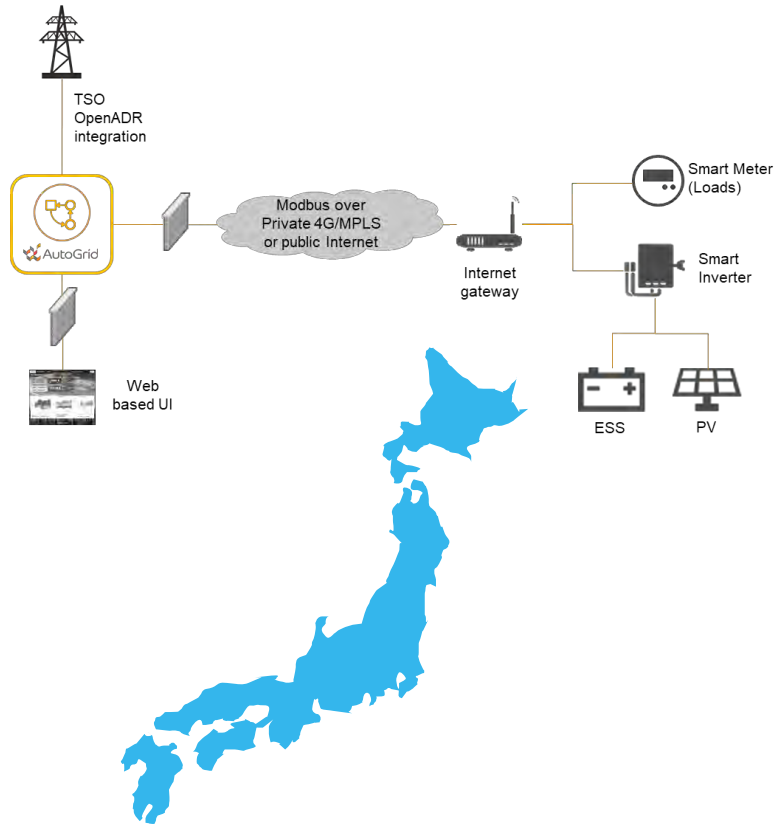 TSO
OpenADR
integration
AutoGrid
Modbus over
Private 4G/MPLS
or public Internet
Internet
gateway
Smart Meter
(Loads)
Smart
Inverter
Web
based UI
ESS
PV